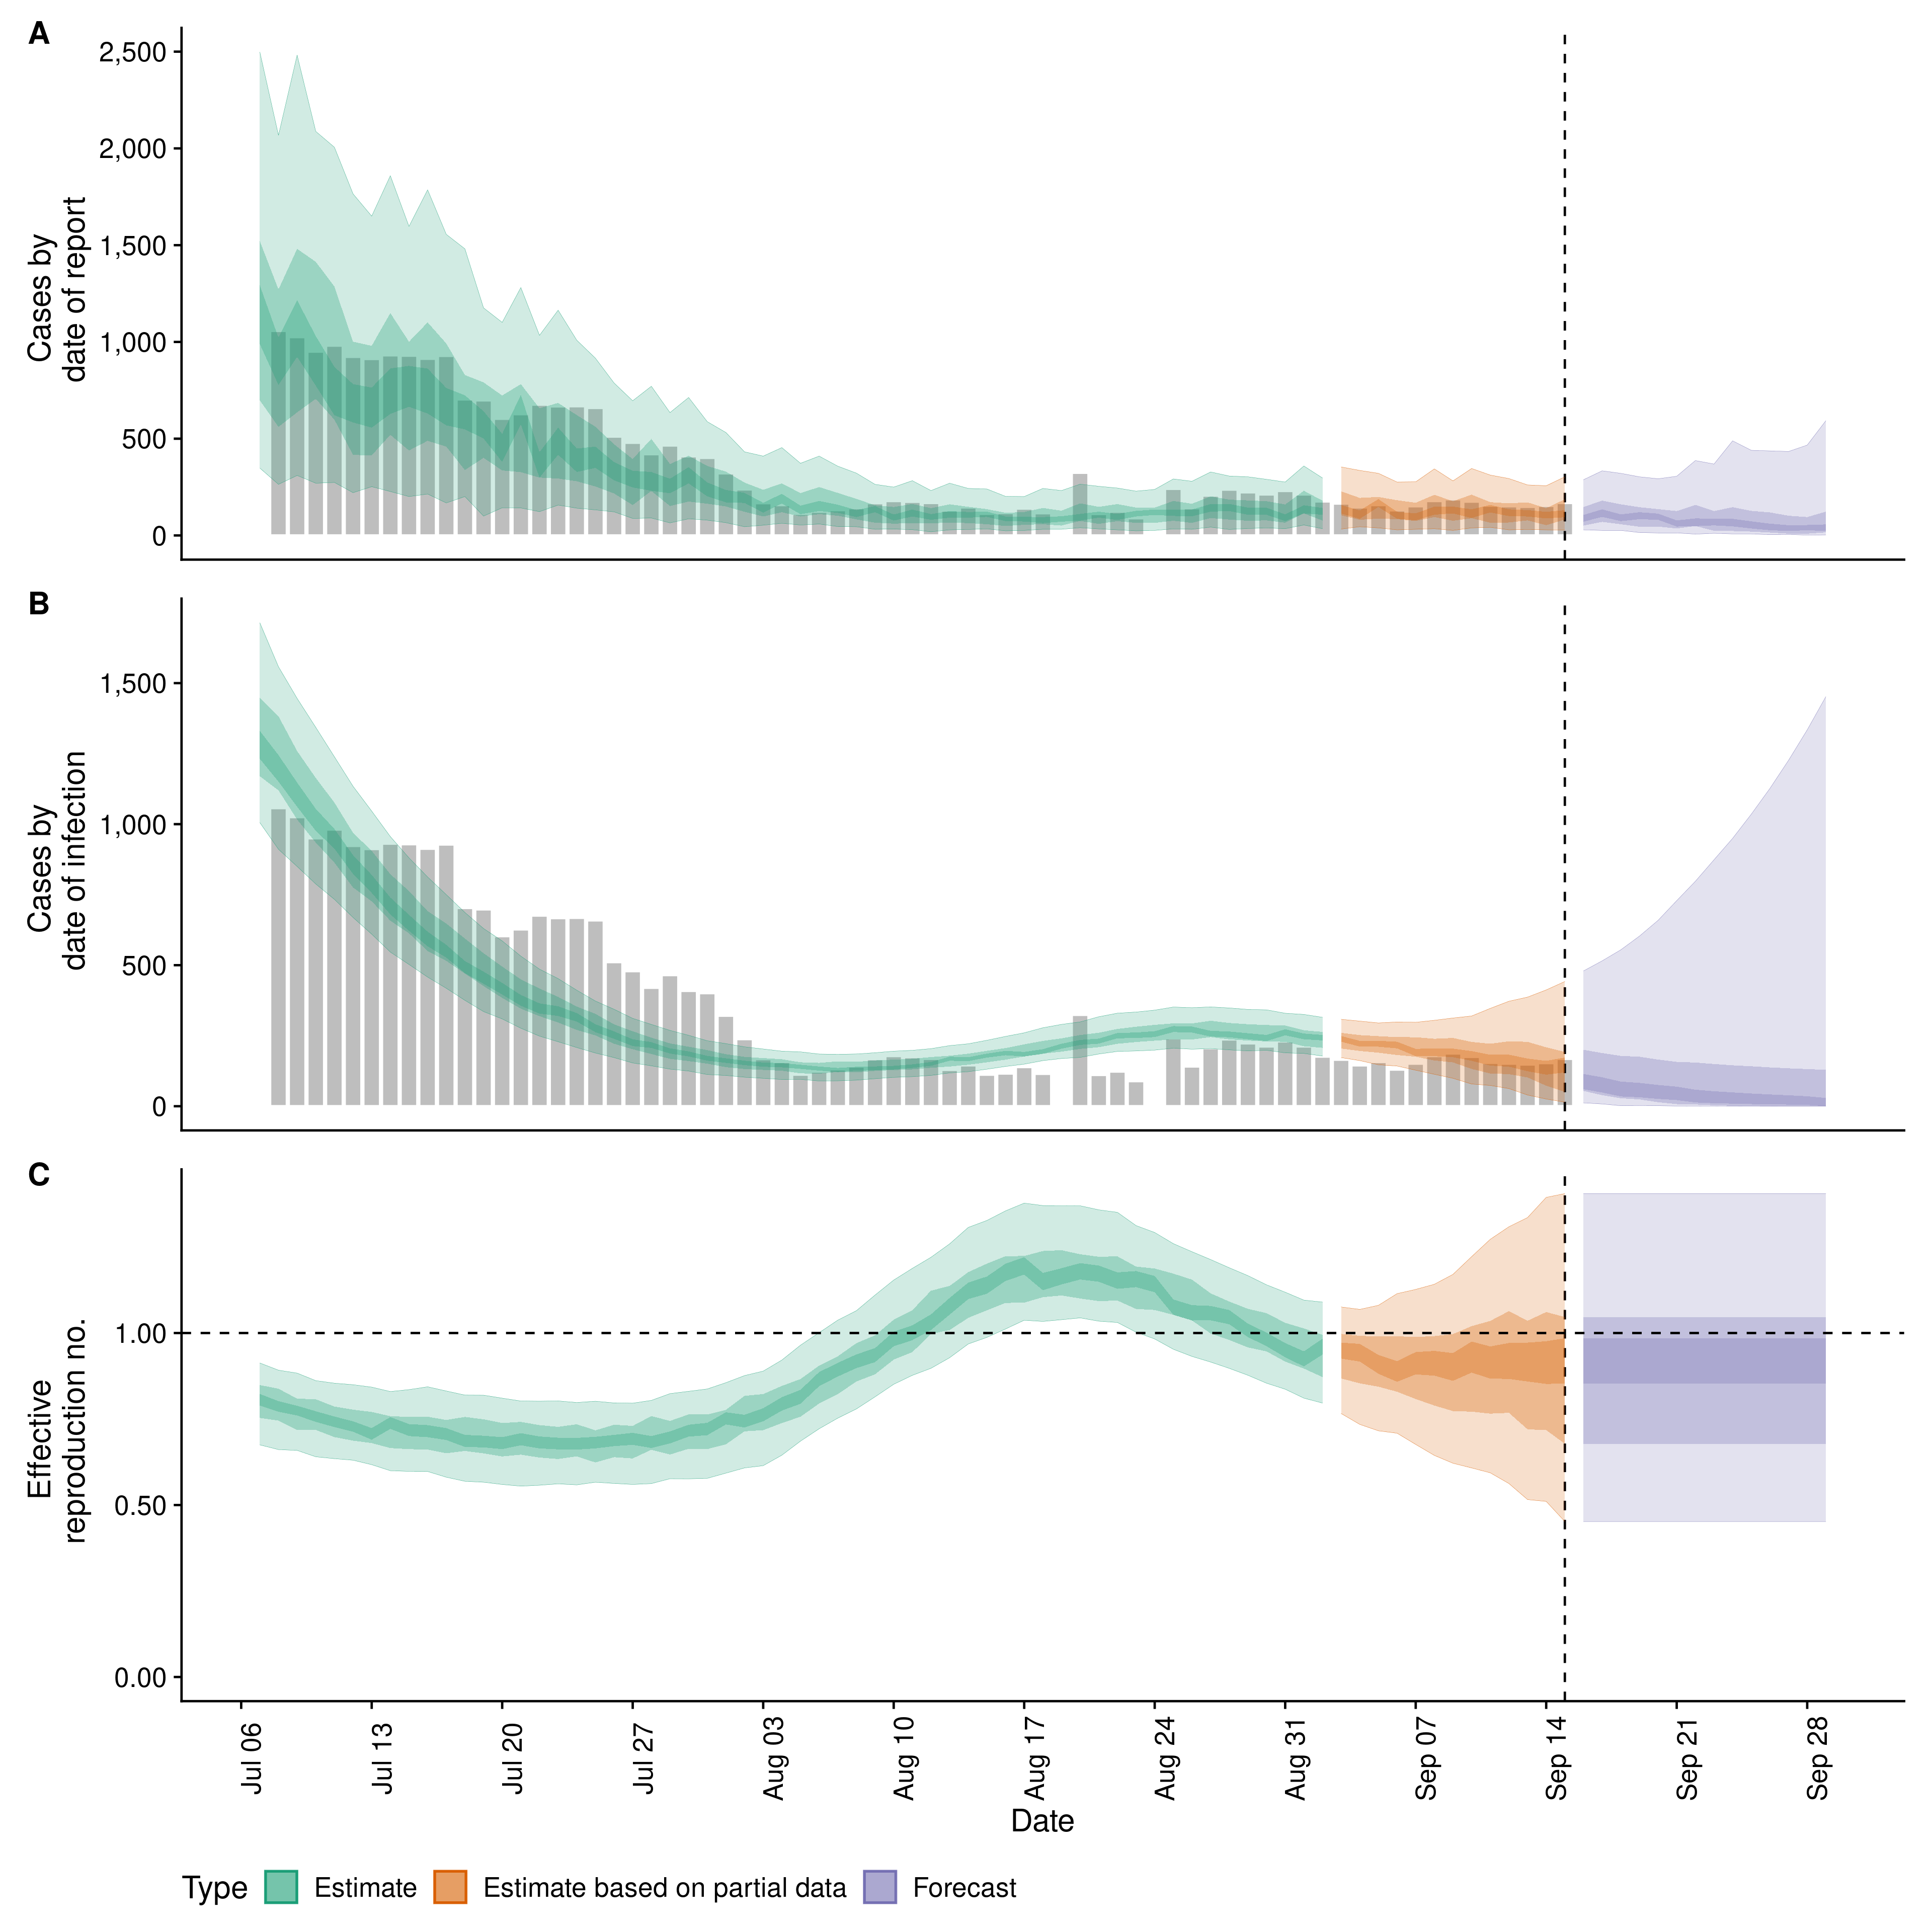 A
2,500
2,000
1,500
1,000
500
0
Cases by
date of report
B
1,500
1,000
500
0
Cases by
date of infection
C
1.00
0.50
0.00
Effective
reproduction no.
Jul 06
Jul 13
Jul 20
Jul 27
Aug 03
Aug 10
Aug 17
Aug 24
Aug 31
Sep 07
Sep 14
Sep 21
Sep 28
Date
Type Estimate Estimate based on partial data Forecast